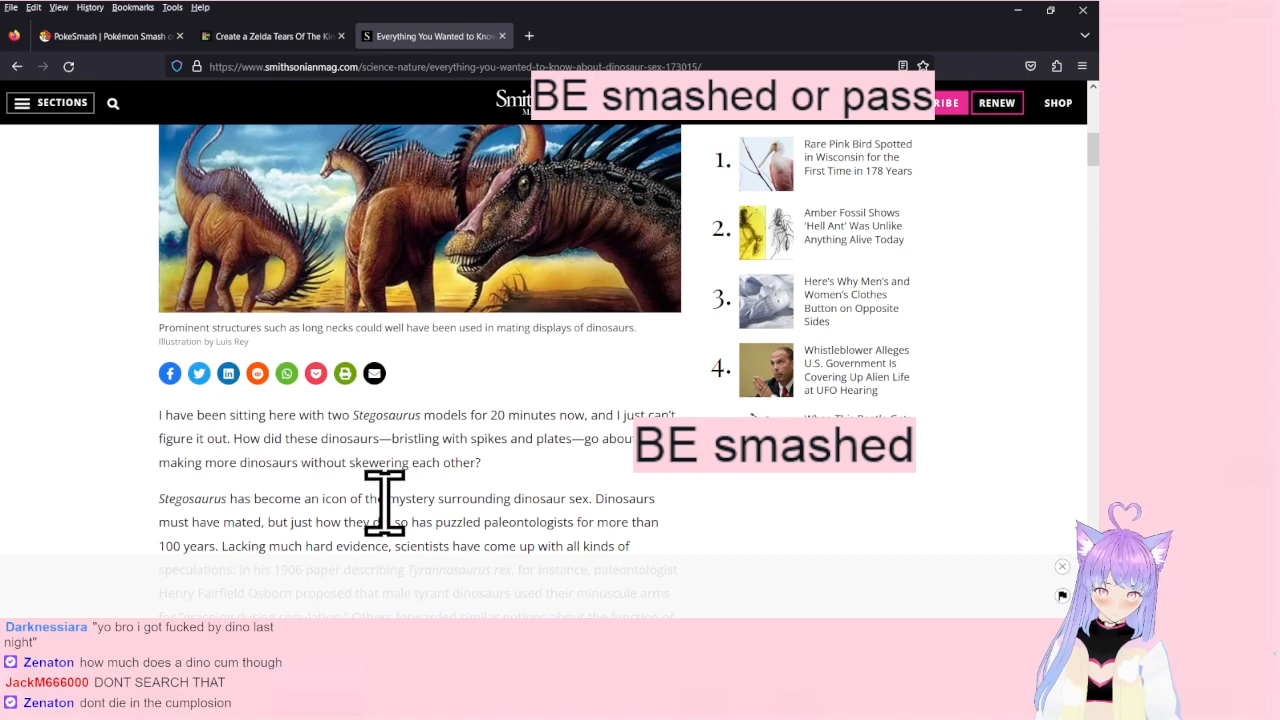 File Edit View History Bookmarks Tools Help
PokeSmash | Pokémon Smash o
Create a Zelda Tears Of The Kin
Everything You Wanted to Know
https://www.smithsonianmag.com/science-nature/everything-you-wanted-to-know-about-dinosaur-sex-173015/
BE smashed or pass
SECTIONS
Smit
RIBE
RENEW
SHOP
1. Rare Pink Bird Spotted
in Wisconsin for the
First Time in 178 Years
2. Amber Fossil Shows
'Hell Ant' Was Unlike
Anything Alive Today
3. Here's Why Men's and
Women's Clothes
Button on Opposite
Sides
4. Whistleblower Alleges
U.S. Government Is
Covering Up Alien Life
at UFO Hearing
Prominent structures such as long necks could well have been used in mating displays of dinosaurs.
Illustration by Luis Rey
I have been sitting here with two Stegosaurus models for 20 minutes now, and I just can't
figure it out. How did these dinosaurs—bristling with spikes and plates—go abou
making more dinosaurs without skewering each other?
BE smashed
Stegosaurus has become an icon of the mystery surrounding dinosaur sex. Dinosaurs
must have mated, but just how they so has puzzled paleontologists for more than
100 years. Lacking much hard evidence, scientists have come up with all kinds of
speculations: In his 1906 paper describing Tyrannosaurus rex, for instance, paleontologist
Henry Fairfield Osborn proposed that male tyrant dinosaurs used their minuscule arms
Darknessiara "yo bro i got fucked by dino last
night"
Zenaton how much does a dino cum though
JackM666000 DONT SEARCH THAT
Zenaton dont die in the cumplosion